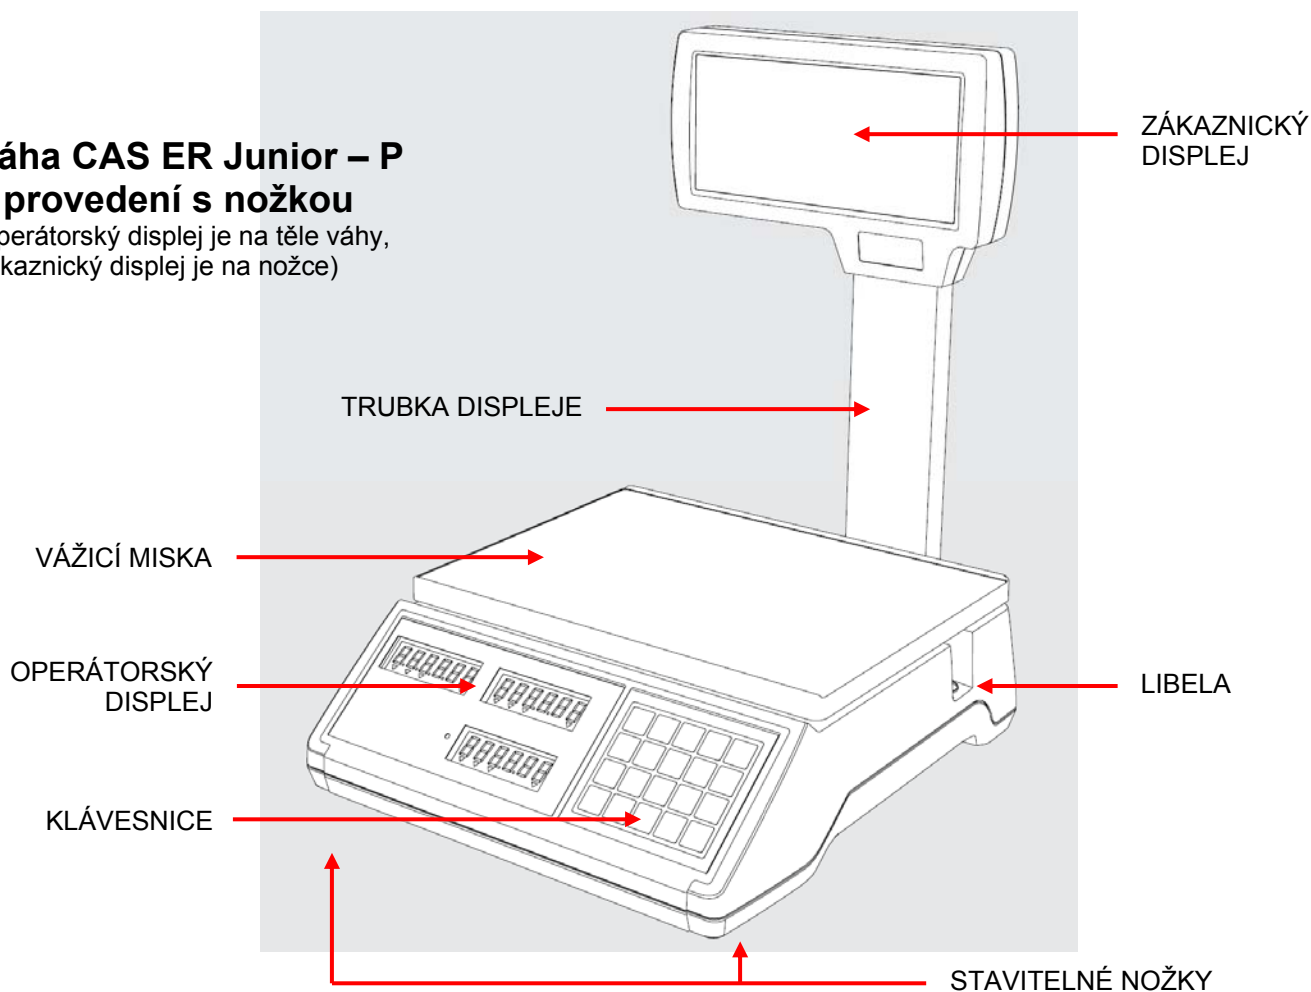 áha CAS ER Junior – P
provedení s nožkou
perátorský displej je na těle váhy,
kaznický displej je na nožce)
ZÁKAZNICKÝ
DISPLEJ
TRUBKA DISPLEJE
VÁŽICÍ MISKA
OPERÁTORSKÝ
DISPLEJ
LIBELA
KLÁVESNICE
STAVITELNÉ NOŽKY